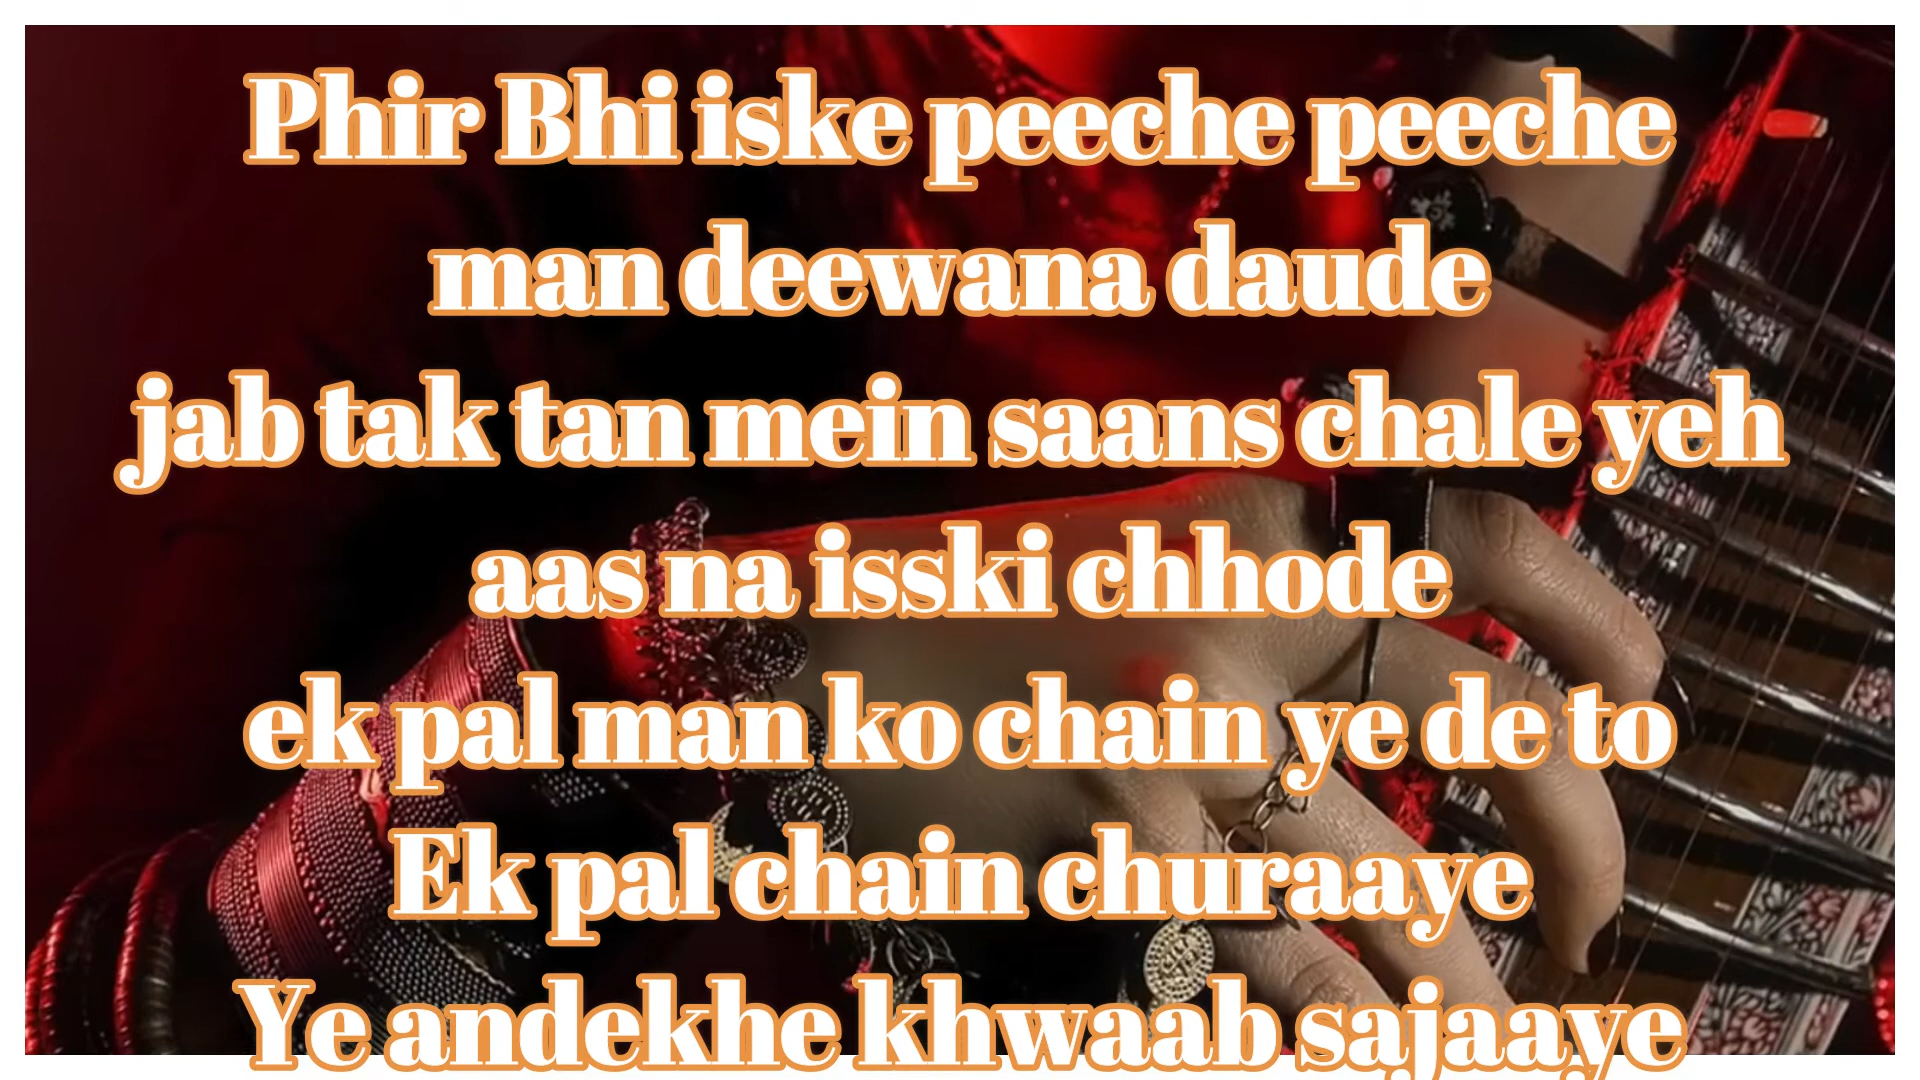 Phir Bhi iske peeche peeche
man deewana daude
jab tak tan mein saans chale yeh
aas na isski chhode
ek pal man ko chain ye de to
Ek pal chain churaaye
Ye andekhe khwaab sajaaye